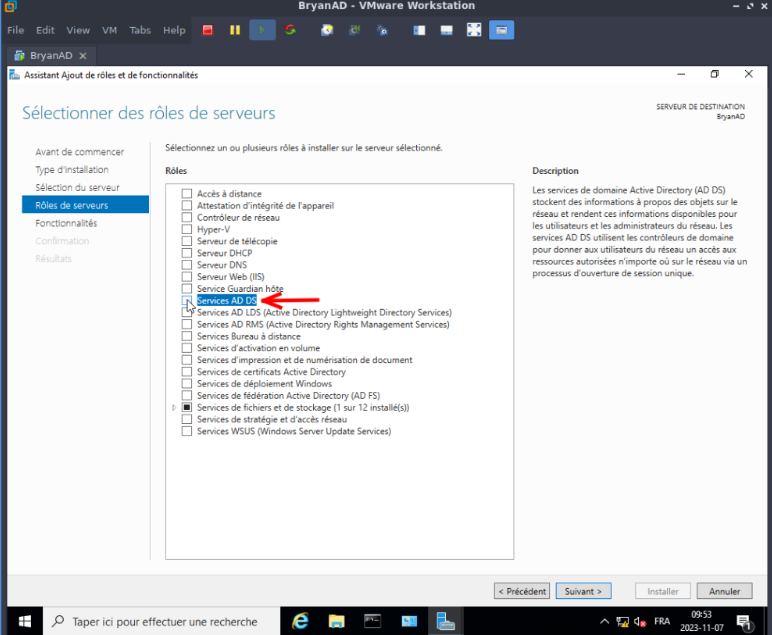 BryanAD - VMware Workstation
File Edit View VM Tabs Help
BryanAD
Assistant Ajout de rôles et de fonctionnalités
Sélectionner des rôles de serveurs
SERVEUR DE DESTINATION
BryanAD
Avant de commencer
Type d'installation
Sélection du serveur
Rôles de serveurs
Fonctionnalités
Confirmation
Résultats
Sélectionnez un ou plusieurs rôles à installer sur le serveur sélectionné.
Rôles
Accès à distance
Attestation d'intégrité de l'appareil
Contrôleur de réseau
Hyper-V
Serveur de télécopie
Serveur DHCP
Serveur DNS
Serveur Web (IIS)
Service Guardian hôte
Services AD DS
Services AD LDS (Active Directory Lightweight Directory Services)
Services AD RMS (Active Directory Rights Management Services)
Services Bureau à distance
Services d'activation en volume
Services d'impression et de numérisation de document
Services de certificats Active Directory
Services de déploiement Windows
Services de fédération Active Directory (AD FS)
Services de fichiers et de stockage (1 sur 12 installé(s))
Services de stratégie et d'accès réseau
Services WSUS (Windows Server Update Services)
Description
Les services de domaine Active Directory (AD DS)
stockent des informations à propos des objets sur le
réseau et rendent ces informations disponibles pour
les utilisateurs et les administrateurs du réseau. Les
services AD DS utilisent les contrôleurs de domaine
pour donner aux utilisateurs du réseau un accès aux
ressources autorisées n'importe où sur le réseau via un
processus d'ouverture de session unique.
< Précédent
Suivant >
Installer
Annuler
Taper ici pour effectuer une recherche
FRA
09:53
2023-11-07
1